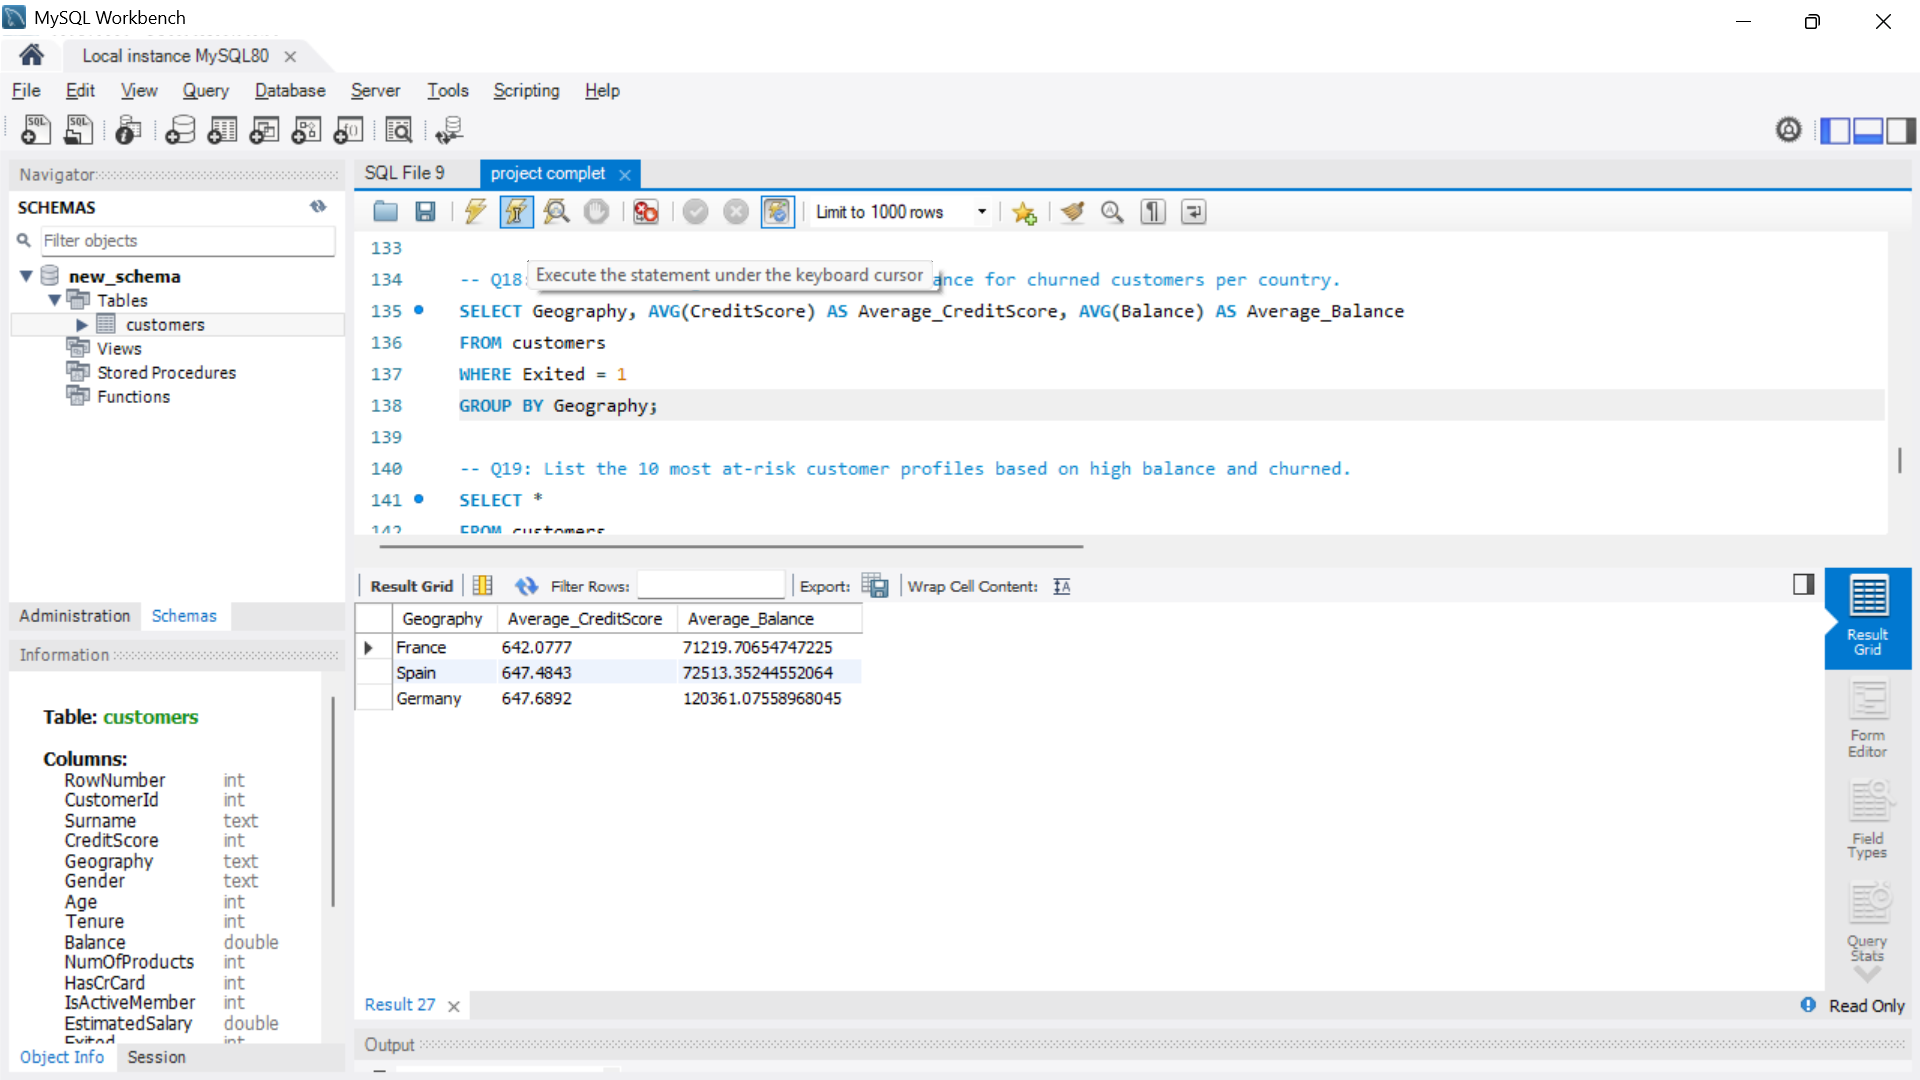 MySQL Workbench
Local instance MySQL80
File Edit View Query Database Server Tools Scripting Help
Navigator
SCHEMAS
Filter objects
new_schema
Tables
customers
Views
Stored Procedures
Functions
Administration Schemas
Information
Table: customers
Columns:
RowNumber int
CustomerId int
Surname text
CreditScore int
Geography text
Gender text
Age int
Tenure int
Balance double
NumOfProducts int
HasCrCard int
IsActiveMember int
EstimatedSalary double
Exited int
Object Info Session
SQL File 9 project complet
Limit to 1000 rows
133
134 -- Q18: ance for churned customers per country.
Execute the statement under the keyboard cursor
135 SELECT Geography, AVG(CreditScore) AS Average_CreditScore, AVG(Balance) AS Average_Balance
136 FROM customers
137 WHERE Exited = 1
138 GROUP BY Geography;
139
140 -- Q19: List the 10 most at-risk customer profiles based on high balance and churned.
141 SELECT *
142 FROM customers
Result Grid Filter Rows: Export: Wrap Cell Content:
Geography Average_CreditScore Average_Balance
France 642.0777 71219.70654747225
Spain 647.4843 72513.35244552064
Germany 647.6892 120361.07558968045
Result
Grid
Form
Editor
Field
Types
Query
Stats
Result 27
Read Only
Output